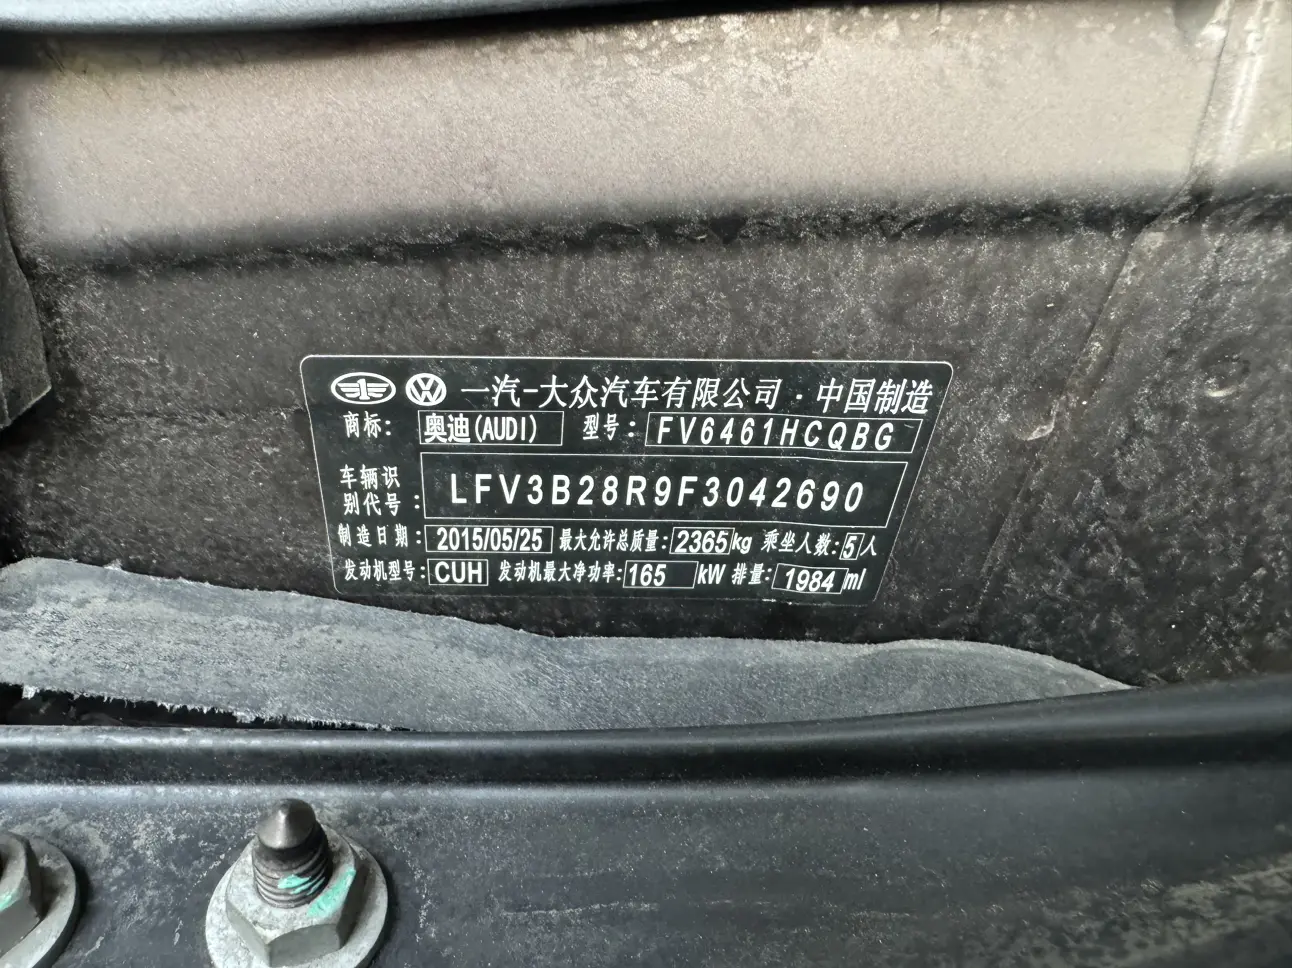 一汽-大众汽车有限公司·中国制造
商标: 奥迪(AUDI) 型号: FV6461HCQBG
车辆识别代号: LFV3B28R9F3042690
制造日期: 2015/05/25 最大允许总质量: 2365kg 乘坐人数: 5人
发动机型号: CUH 发动机最大净功率: 165 kW 排量: 1984ml